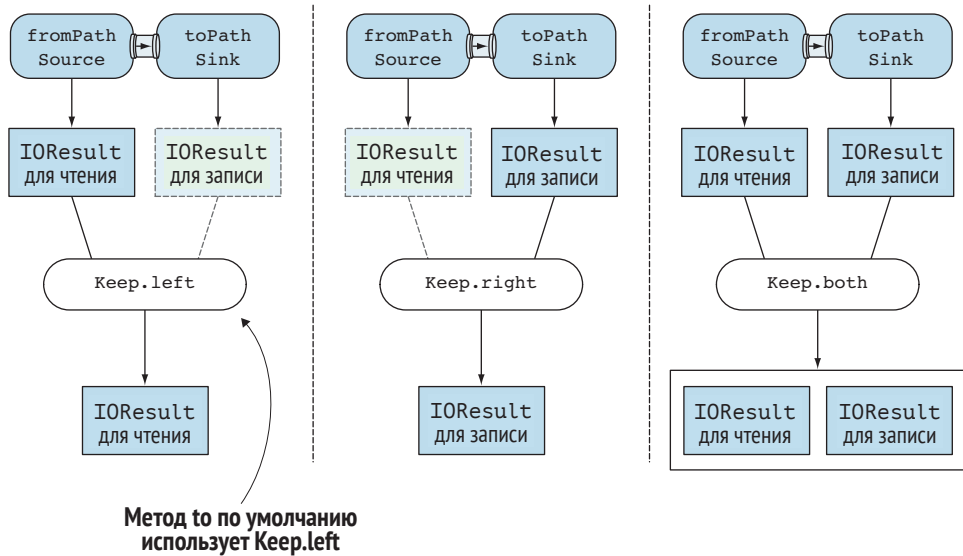 fromPath
Source
toPath
Sink
IOResult
для чтения
IOResult
для записи
Keep.left
IOResult
для чтения
Метод to по умолчанию
использует Keep.left
fromPath
Source
toPath
Sink
IOResult
для чтения
IOResult
для записи
Keep.right
IOResult
для записи
fromPath
Source
toPath
Sink
IOResult
для чтения
IOResult
для записи
Keep.both
IOResult
для чтения
IOResult
для записи